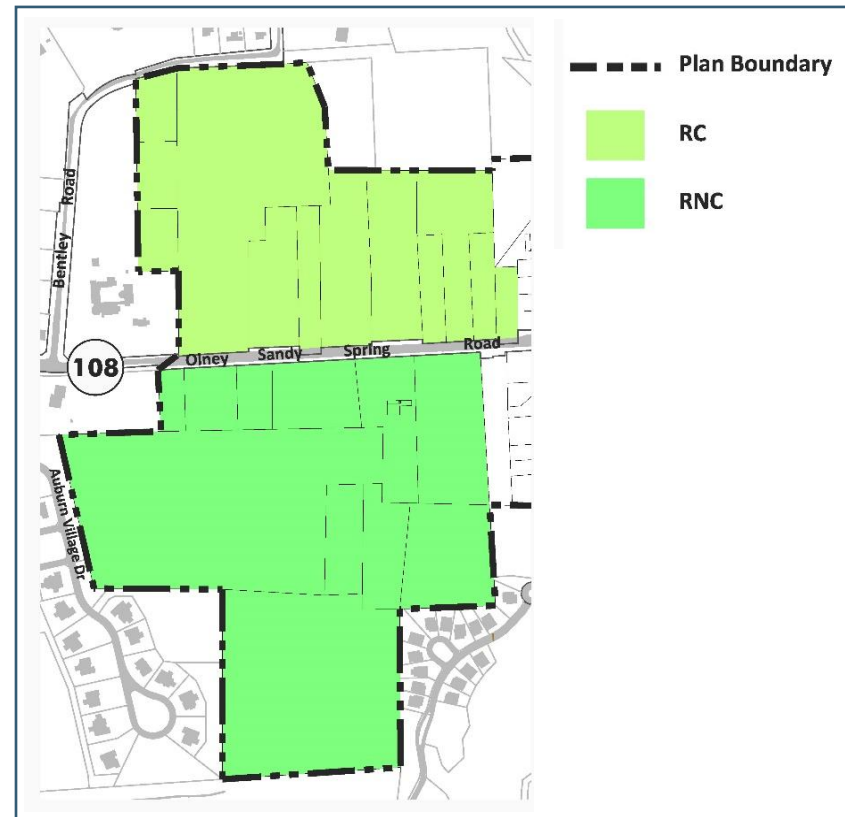 Plan Boundary
RC
RNC
Bentley Road
108
Olney Sandy Spring Road
Auburn Village Dr